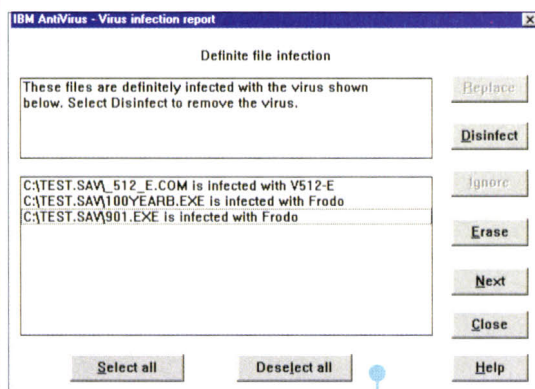 IBM AntiVirus - Virus infection report
Definite file infection
These files are definitely infected with the virus shown
below. Select Disinfect to remove the virus.
Replace
Disinfect
C:\TEST.SAV\_512_E.COM is infected with V512-E
C:\TEST.SAV\100YEARB.EXE is infected with Frodo
C:\TEST.SAV\901.EXE is infected with Frodo
Ignore
Erase
Next
Close
Select all
Deselect all
Help